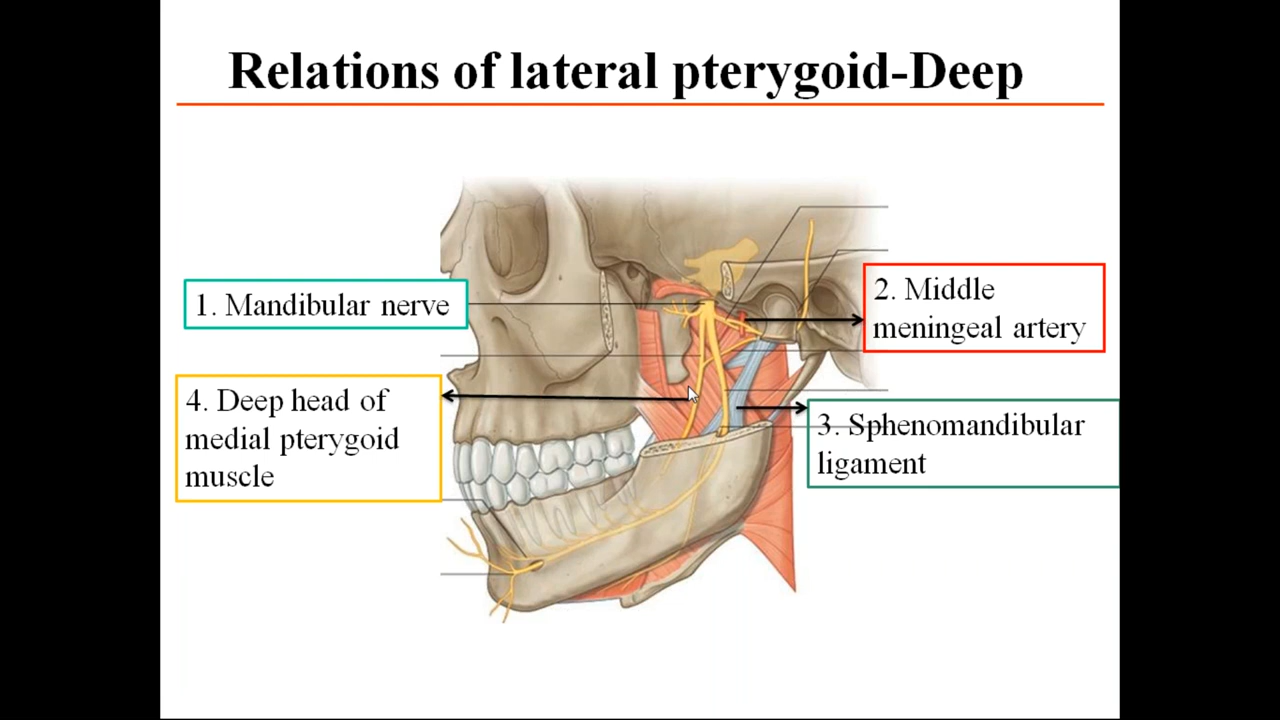 Relations of lateral pterygoid-Deep
1. Mandibular nerve
2. Middle
meningeal artery
4. Deep head of
medial pterygoid
muscle
3. Sphenomandibular
ligament